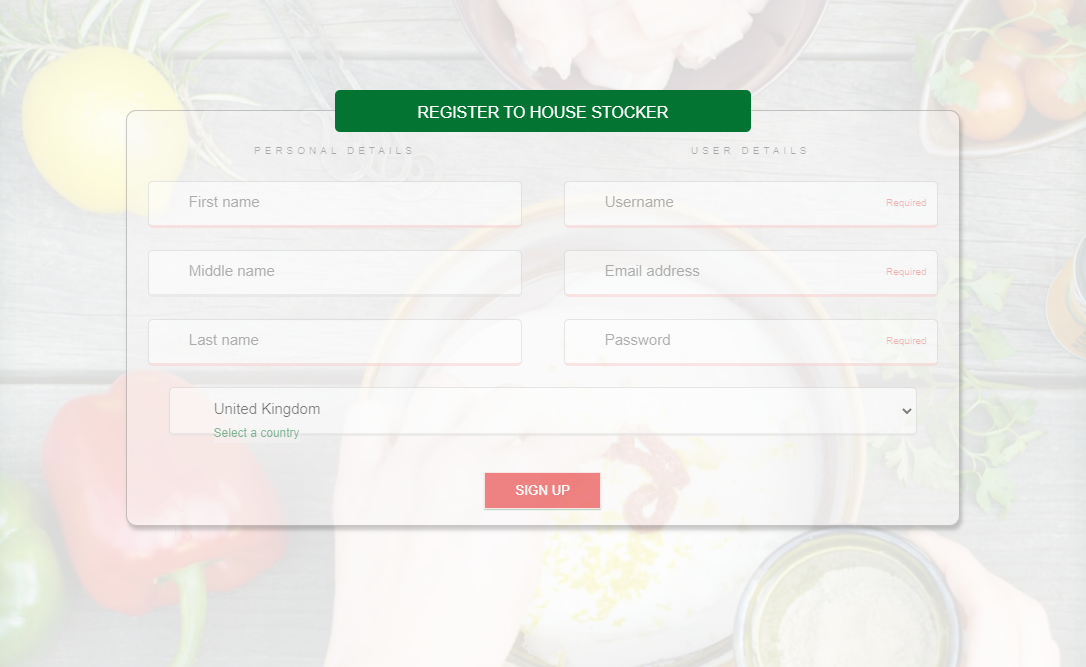 REGISTER TO HOUSE STOCKER
PERSONAL DETAILS
First name
Middle name
Last name
USER DETAILS
Username Required
Email address Required
Password Required
United Kingdom
Select a country
SIGN UP